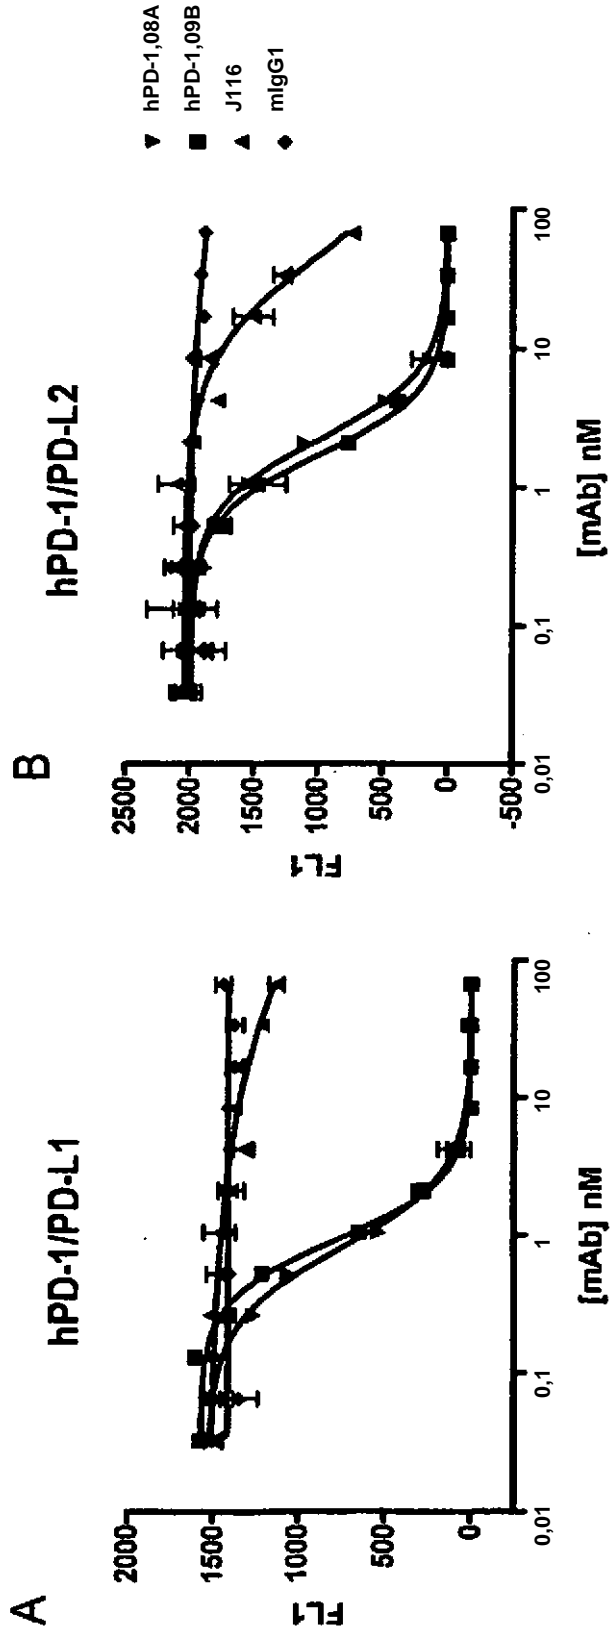 A
hPD-1/PD-L1
FL1
2000
1500
1000
500
0
0,01
0,1
1
10
100
[mAb] nM
B
hPD-1/PD-L2
FL1
2500
2000
1500
1000
500
0
-500
0,01
0,1
1
10
100
[mAb] nM
hPD-1,08A
hPD-1,09B
J116
mIgG1